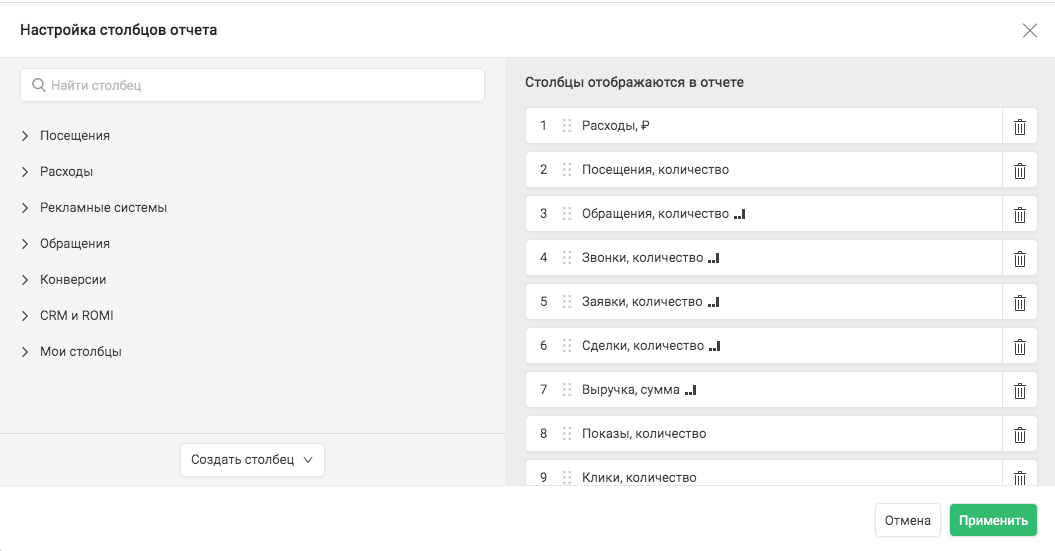 Настройка столбцов отчета
Найти столбец
Посещения
Расходы
Рекламные системы
Обращения
Конверсии
CRM и ROMI
Мои столбцы
Создать столбец
Столбцы отображаются в отчете
1 Расходы, ₽
2 Посещения, количество
3 Обращения, количество
4 Звонки, количество
5 Заявки, количество
6 Сделки, количество
7 Выручка, сумма
8 Показы, количество
9 Клики, количество
Отмена Применить